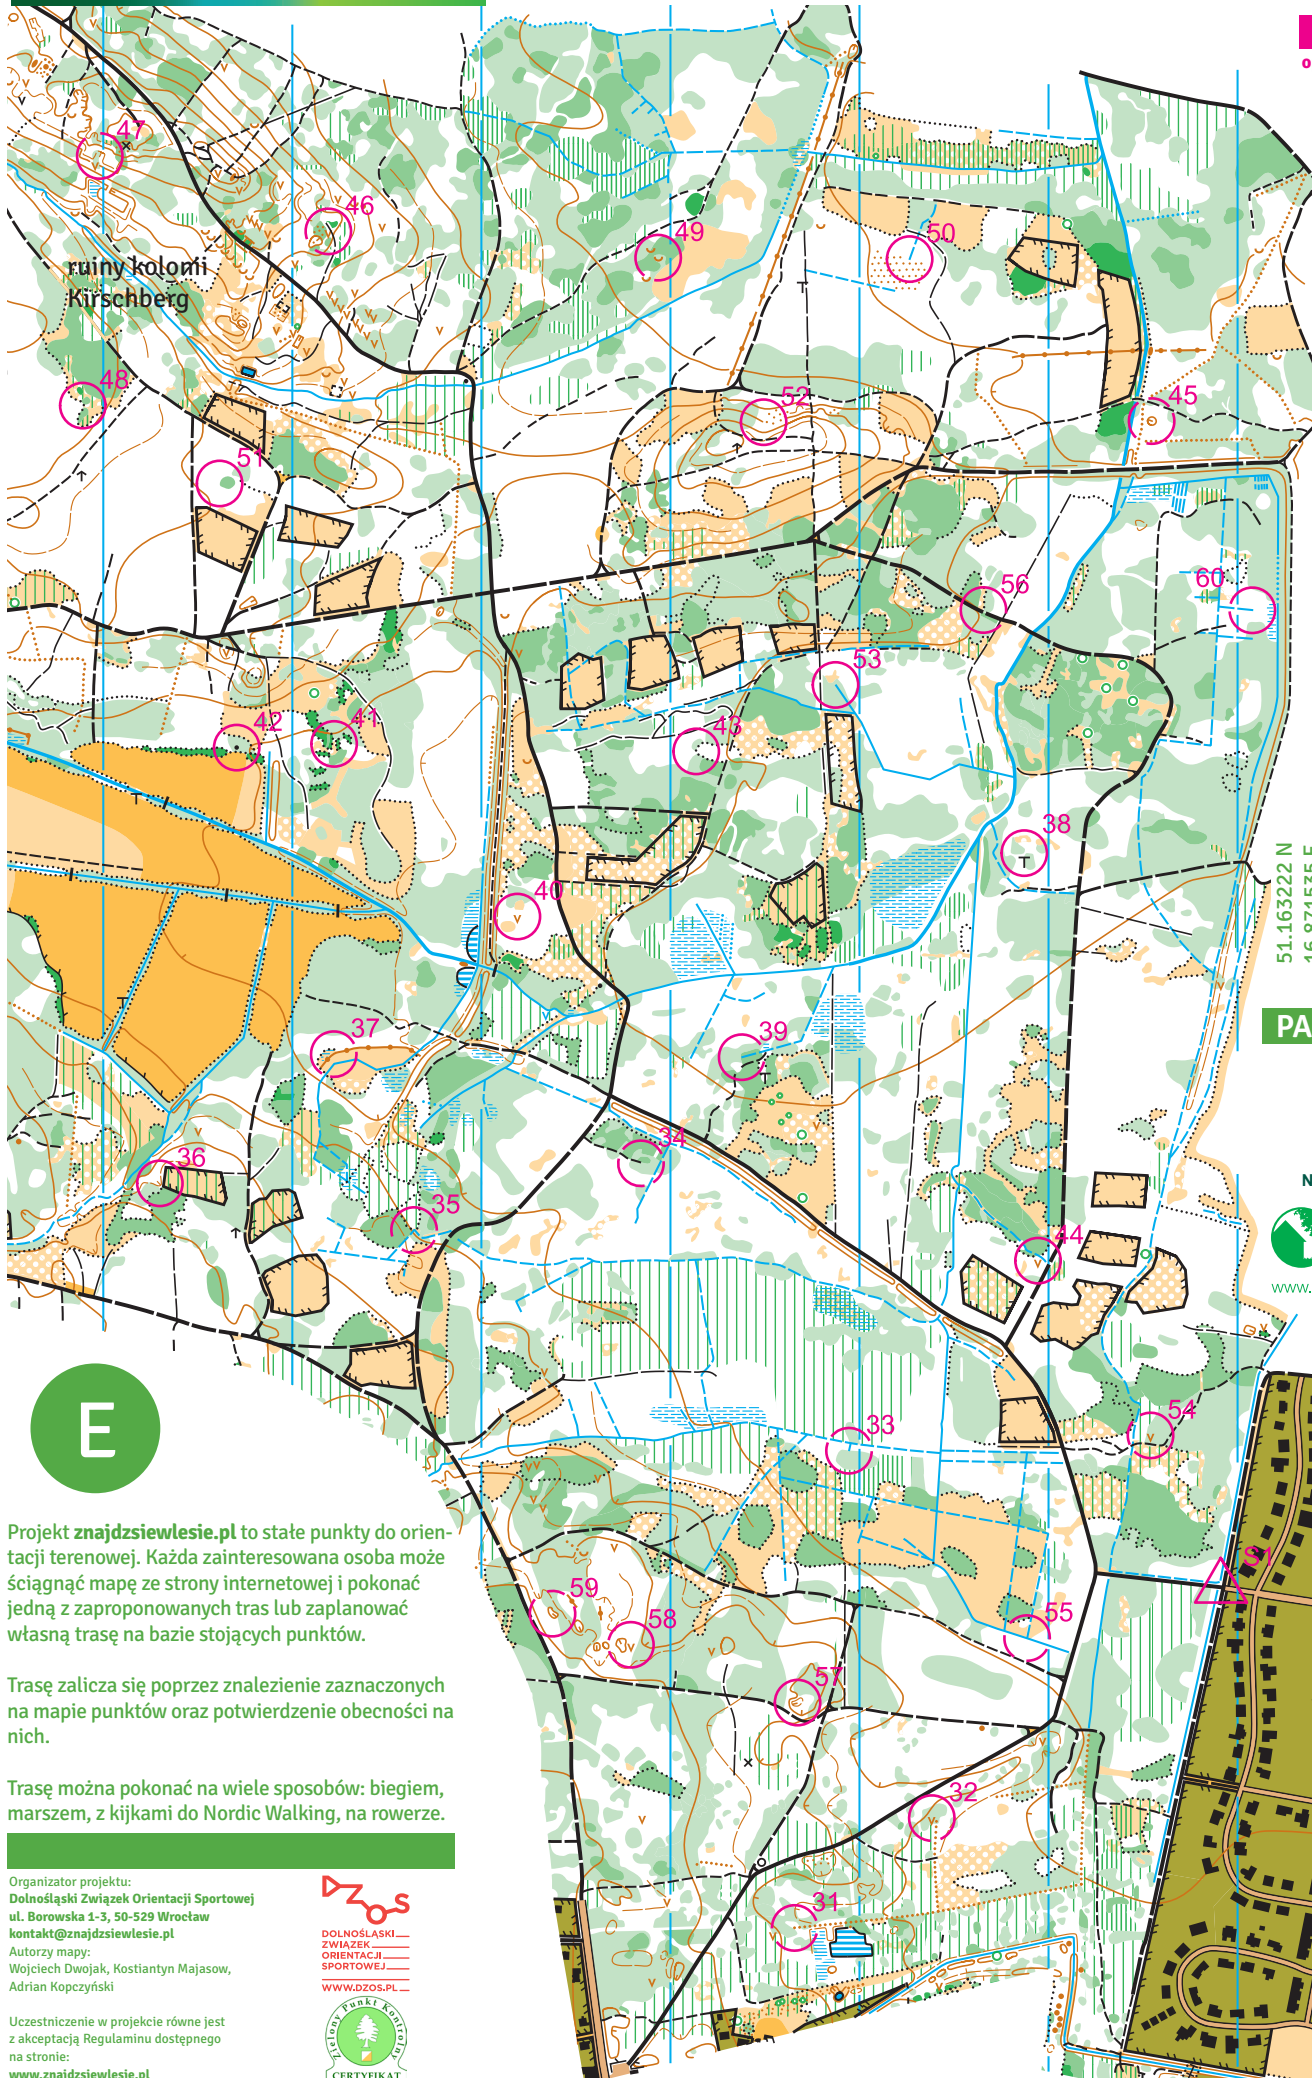 47
46
49
50
ruiny kolonii
Kirschberg
48
52
45
51
56
60
53
42
41
43
38
40
51.163222 N
37
39
PA
34
36
35
44
N
www.
33
54
E
Projekt znajdzsiewlesie.pl to stałe punkty do orien-
tacji terenowej. Każda zainteresowana osoba może
ściągnąć mapę ze strony internetowej i pokonać
jedną z zaproponowanych tras lub zaplanować
własną trasę na bazie stojących punktów.
S1
59
58
55
57
Trasę zalicza się poprzez znalezienie zaznaczonych
na mapie punktów oraz potwierdzenie obecności na
nich.
Trasę można pokonać na wiele sposobów: biegiem,
marszem, z kijkami do Nordic Walking, na rowerze.
32
31
Organizator projektu:
Dolnośląski Związek Orientacji Sportowej
ul. Borowska 1-3, 50-529 Wrocław
kontakt@znajdzsiewlesie.pl
Autorzy mapy:
Wojciech Dwojak, Kostiantyn Majasow,
Adrian Kopczyński
Uczestniczenie w projekcie równe jest
z akceptacją Regulaminu dostępnego
na stronie:
www.znajdzsiewlesie.pl
DZOS
DOLNOŚLĄSKI
ZWIĄZEK
ORIENTACJI
SPORTOWEJ
WWW.DZOS.PL
Zielony Punkt Kontrolny
CERTYFIKAT